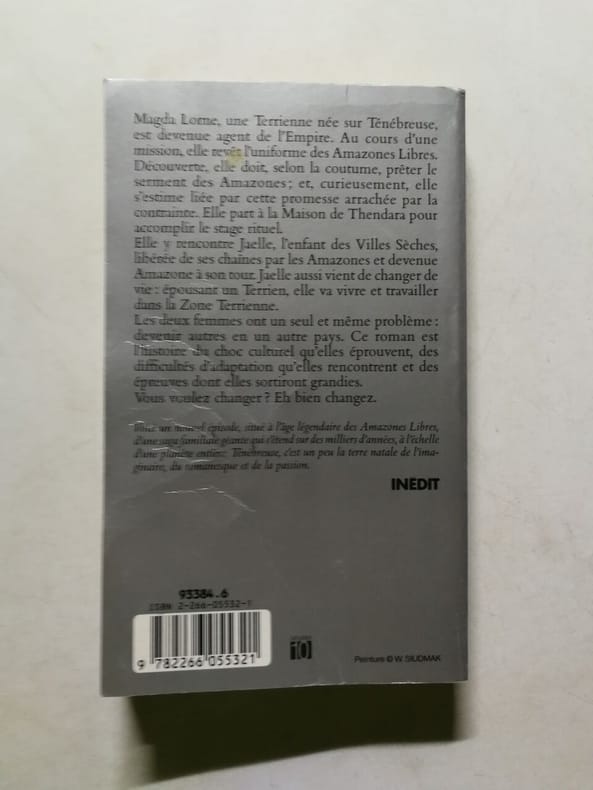 Magda Lorne, une Terrienne née sur Ténébreuse,
est devenue agent de l'Empire. Au cours d'une
mission, elle revêt l'uniforme des Amazones Libres.
Découverte, elle doit, selon la coutume, prêter le
serment des Amazones ; et, curieusement, elle
s'estime liée par cette promesse arrachée par la
contrainte. Elle part à la Maison de Thendara pour
accomplir le stage rituel.
Elle y rencontre Jaelle, l'enfant des Villes Sèches,
libérée de ses chaînes par les Amazones et devenue
Amazone à son tour. Jaelle aussi vient de changer de
vie : épousant un Terrien, elle va vivre et travailler
dans la Zone Terrienne.
Les deux femmes ont un seul et même problème :
devenir autres en un autre pays. Ce roman est
l'histoire du choc culturel qu'elles éprouvent, des
difficultés d'adaptation qu'elles rencontrent et des
épreuves dont elles sortiront grandies.
Vous voulez changer ? Eh bien changez.
un nouvel épisode, situé à l'âge légendaire des Amazones Libres,
d'une saga familiale géante qui s'étend sur des milliers d'années, à l'échelle
d'une planète entière : Ténébreuse, c'est un peu la terre natale de l'ima-
ginaire, du romanesque et de la passion.
INÉDIT
93384.6
ISBN 2-266-05532-1
9 782266 055321
10
Peinture © W. SIUDMAK